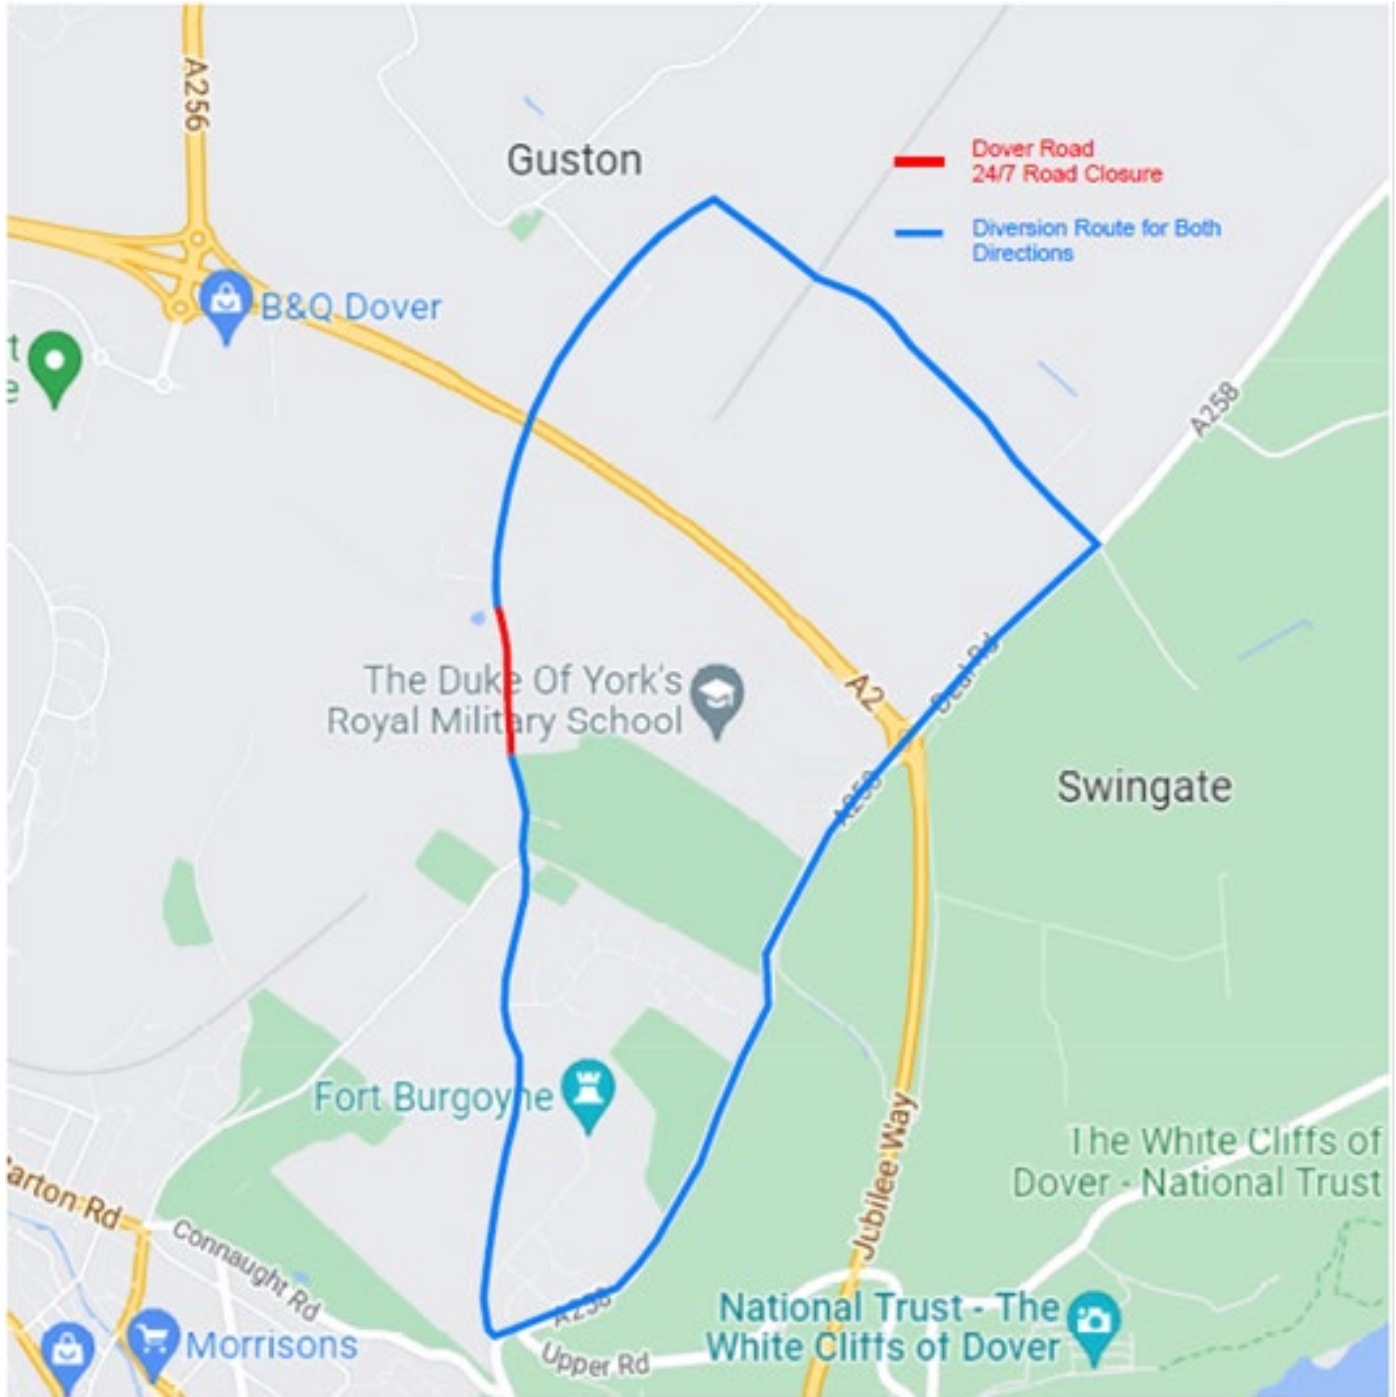 A256
Guston
Dover Road
24/7 Road Closure
Diversion Route for Both
Directions
B&Q Dover
t
e
A258
The Duke Of York's
Royal Military School
A2
Deal Rd
A258
Swingate
Fort Burgoyne
The White Cliffs of
Dover - National Trust
Jubilee Way
arton Rd
Connaught Rd
A258
National Trust - The
White Cliffs of Dover
Morrisons
Upper Rd